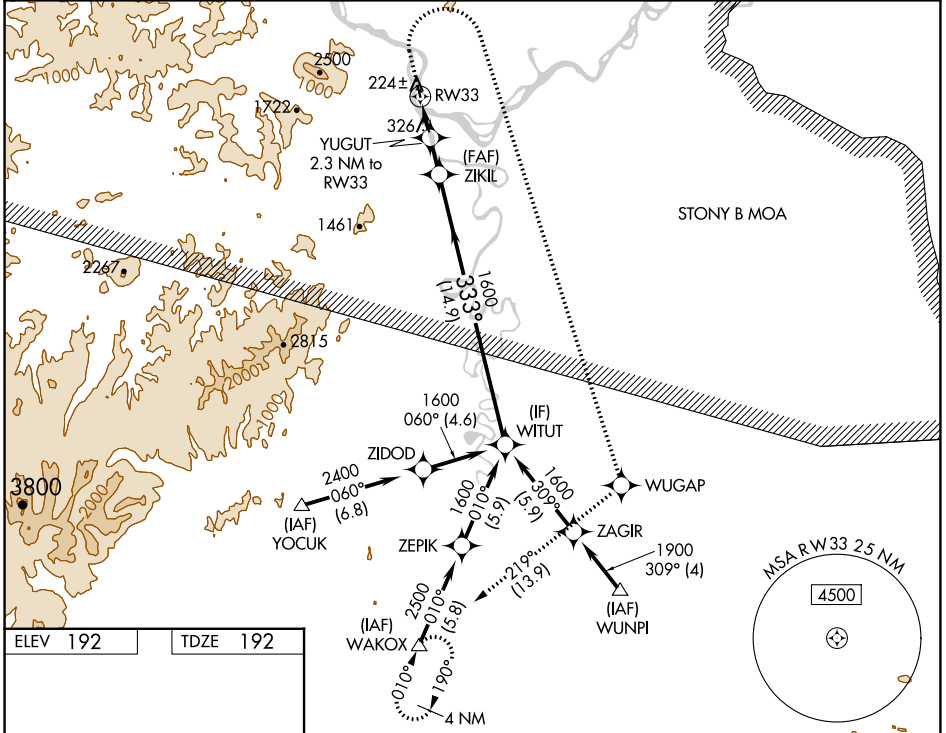 2500
1000
1000
224±
RW33
1722
326
YUGUT
2.3 NM to
RW33
(FAF)
ZIKIL
STONY B MOA
1461
2267
1600
333°
(14.9)
2815
2000
1000
1600
060° (4.6)
(IF)
WITUT
ZIDOD
2400
060°
(6.8)
3800
1000
(IAF)
YOCUK
1600
010°
(5.9)
1600
309°
(5.9)
WUGAP
ZEPIK
ZAGIR
219°
(13.9)
1900
309° (4)
MSA RW33 25 NM
4500
2500
010°
(5.8)
(IAF)
WUNPI
(IAF)
WAKOX
ELEV 192
TDZE 192
010°
190°
4 NM